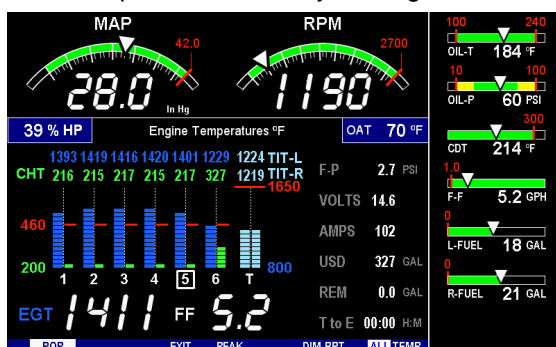 MAP
42.0
28.0 In Hg
RPM
2700
1190
39 % HP
Engine Temperatures ºF
OAT 70 ºF
1393 1419 1416 1420 1401 1229 1224 TIT-L
CHT 216 215 217 215 217 327 1219 TIT-R
1650
460
200
800
1 2 3 4 5 6 T
EGT 1411 FF 5.2
F-P 2.7 PSI
VOLTS 14.6
AMPS 102
USD 327 GAL
REM 0.0 GAL
T to E 00:00 H:M
EXIT
100 240
OIL-T 184 ºF
10 100
OIL-P 60 PSI
300
CDT 214 ºF
1.0
F-F 5.2 GPH
0
L-FUEL 18 GAL
0
R-FUEL 21 GAL